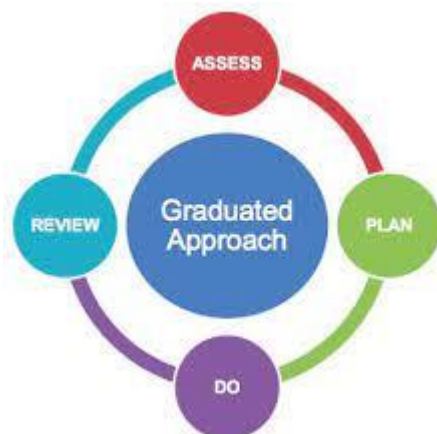 ASSESS
Graduated
Approach
PLAN
DO
REVIEW